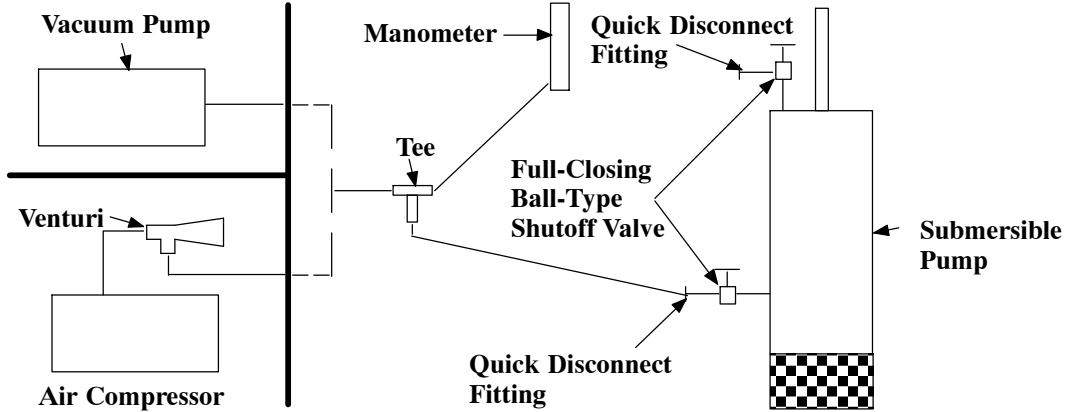 Vacuum Pump
Manometer
Quick Disconnect
Fitting
Tee
Full-Closing
Ball-Type
Shutoff Valve
Venturi
Submersible
Pump
Quick Disconnect
Fitting
Air Compressor